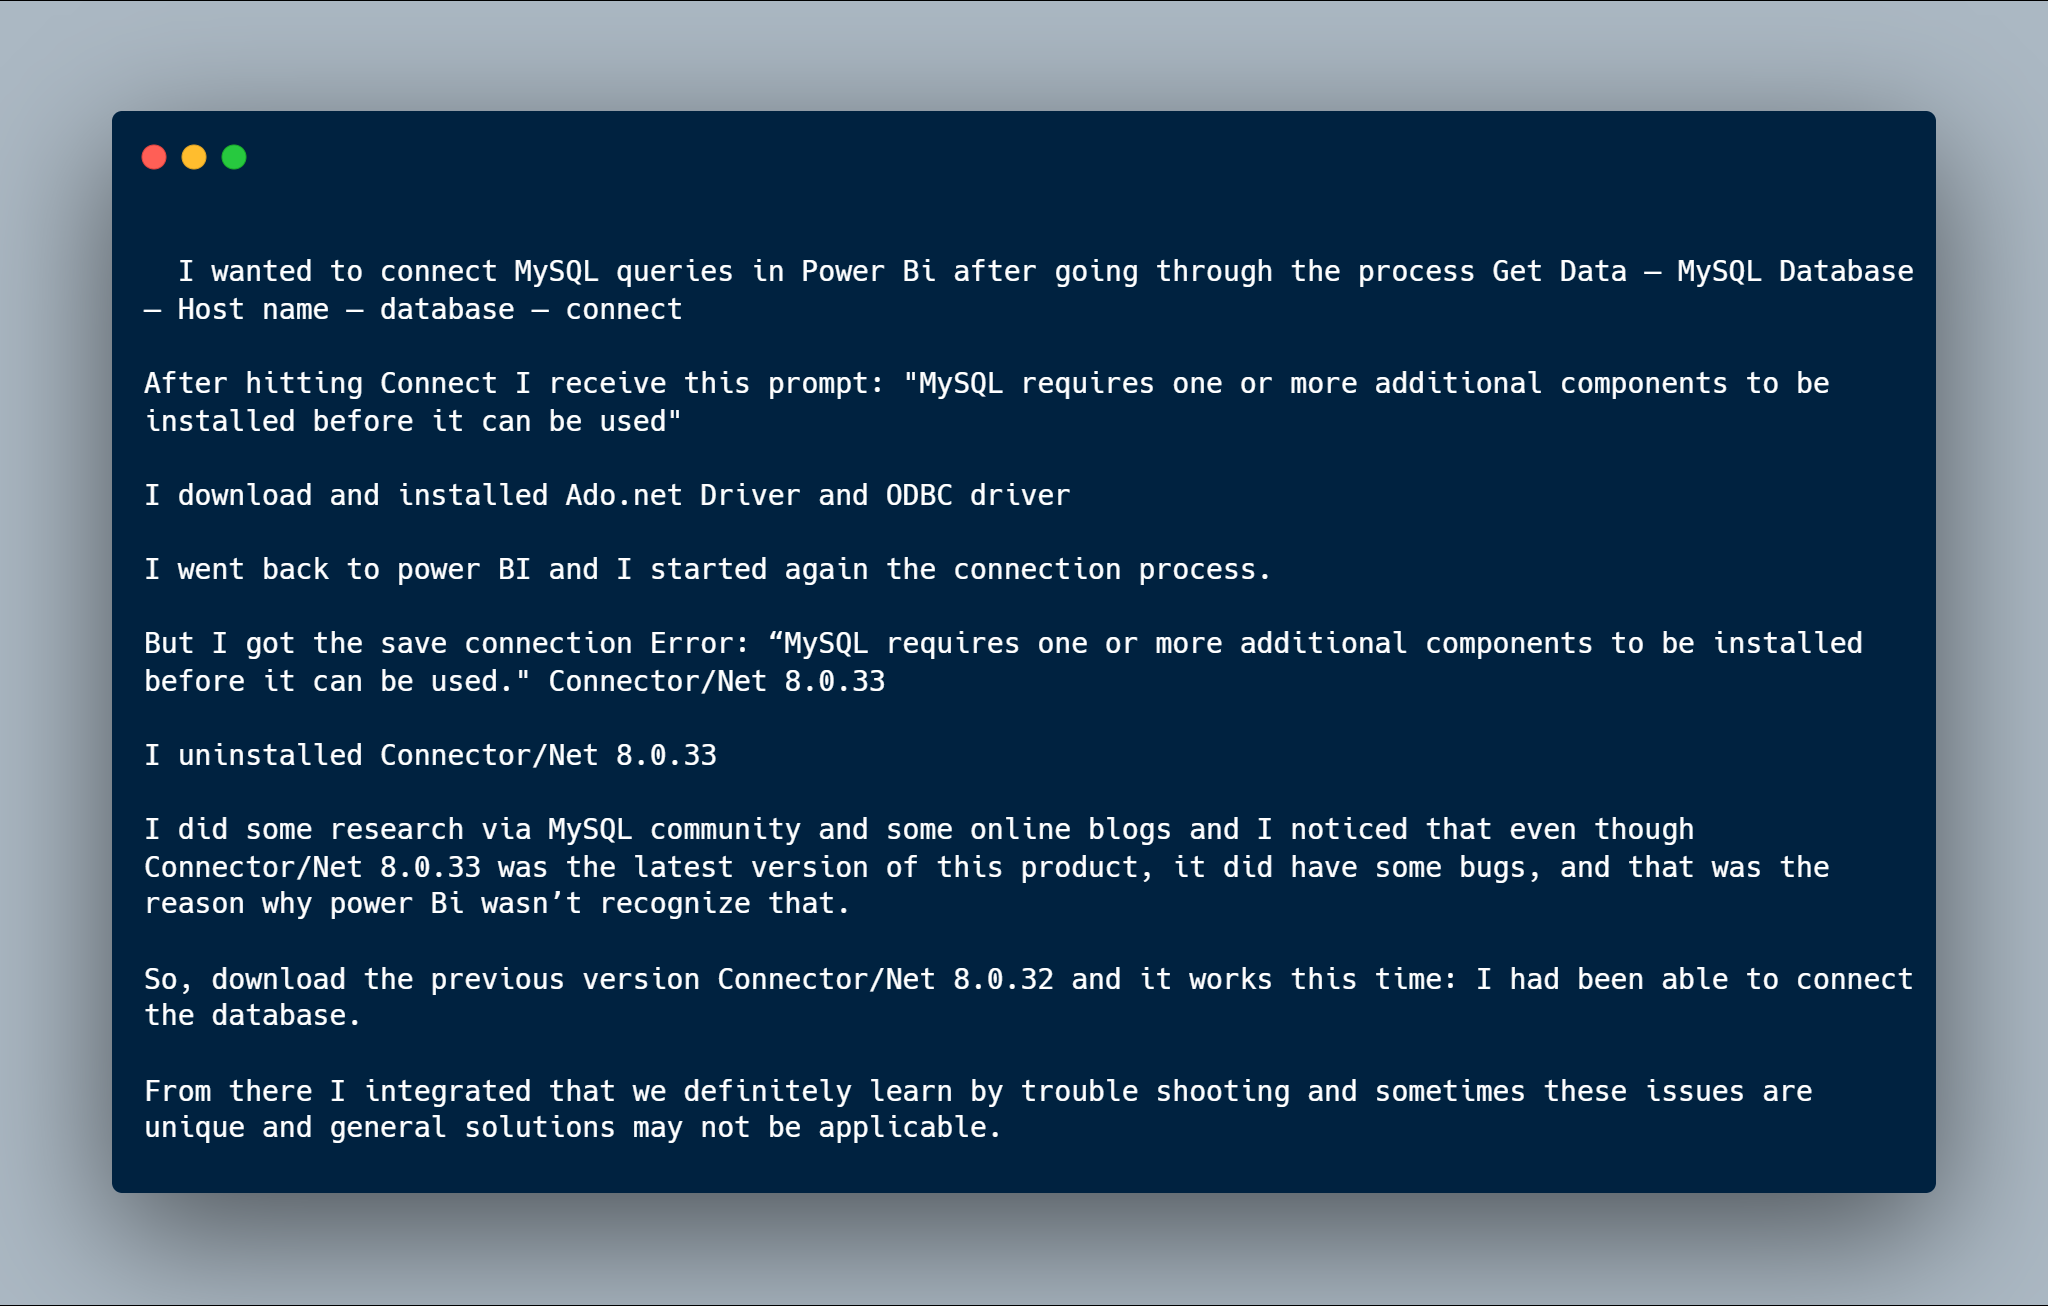 I wanted to connect MySQL queries in Power Bi after going through the process Get Data – MySQL Database
– Host name – database – connect
After hitting Connect I receive this prompt: "MySQL requires one or more additional components to be
installed before it can be used"
I download and installed Ado.net Driver and ODBC driver
I went back to power BI and I started again the connection process.
But I got the save connection Error: “MySQL requires one or more additional components to be installed
before it can be used." Connector/Net 8.0.33
I uninstalled Connector/Net 8.0.33
I did some research via MySQL community and some online blogs and I noticed that even though
Connector/Net 8.0.33 was the latest version of this product, it did have some bugs, and that was the
reason why power Bi wasn’t recognize that.
So, download the previous version Connector/Net 8.0.32 and it works this time: I had been able to connect
the database.
From there I integrated that we definitely learn by trouble shooting and sometimes these issues are
unique and general solutions may not be applicable.